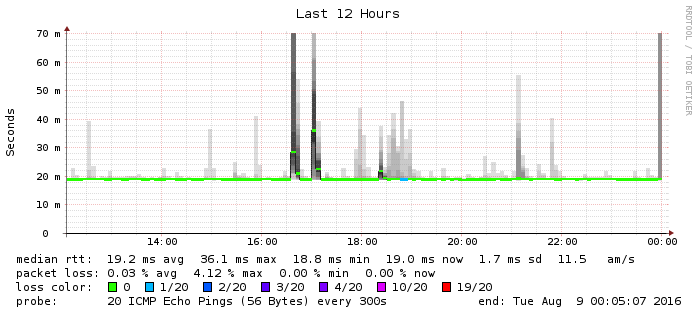 Last 12 Hours
RRDTOOL / TOBI OETIKER
Seconds
70 m
60 m
50 m
40 m
30 m
20 m
10 m
0
14:00 16:00 18:00 20:00 22:00 00:00
median rtt: 19.2 ms avg 36.1 ms max 18.8 ms min 19.0 ms now 1.7 ms sd 11.5 am/s
packet loss: 0.03 % avg 4.12 % max 0.00 % min 0.00 % now
loss color: 0 1/20 2/20 3/20 4/20 10/20 19/20
probe: 20 ICMP Echo Pings (56 Bytes) every 300s end: Tue Aug 9 00:05:07 2016